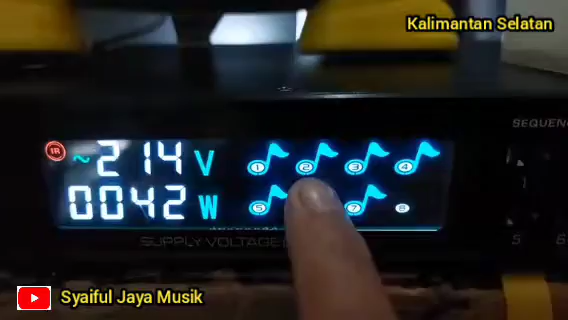 Kalimantan Selatan
SEQUEN
IR
~214 V
1 2 3 4
0042 W
5 7 8
SUPPLY VOLTAGE
5 6
Syaiful Jaya Musik